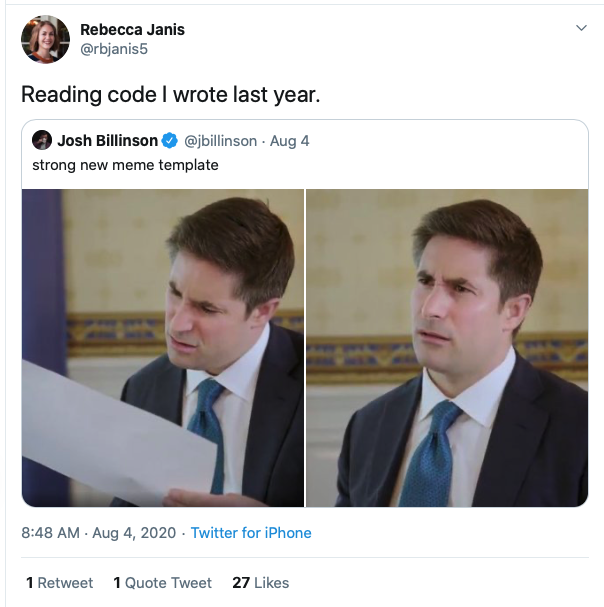 Rebecca Janis
@rbjanis5
Reading code I wrote last year.
Josh Billinson @jbillinson · Aug 4
strong new meme template
8:48 AM · Aug 4, 2020 · Twitter for iPhone
1 Retweet 1 Quote Tweet 27 Likes